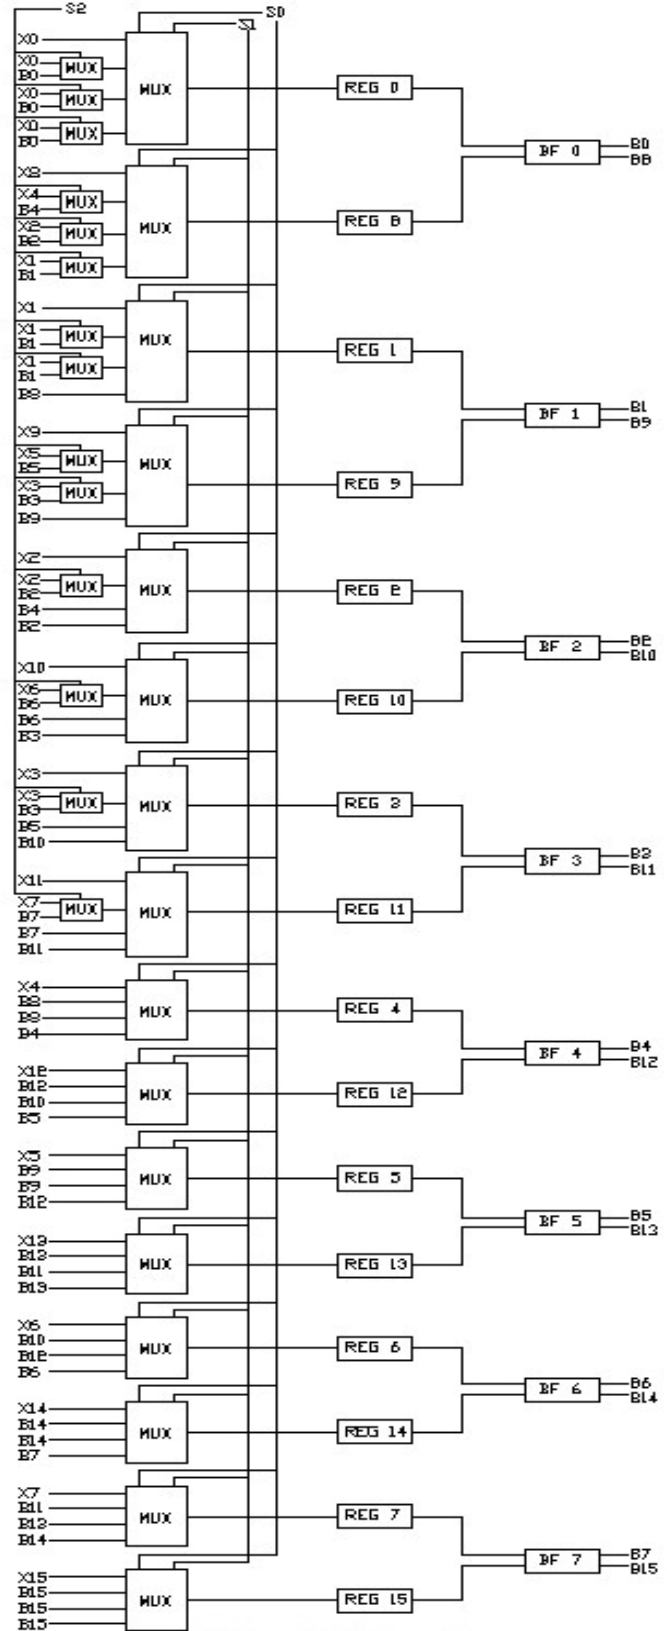 S2
S0
S1
X0
X0
B0
MUX
X0
B0
MUX
X0
B0
MUX
MUX
REG 0
BF 0
B0
B8
X8
X4
B4
MUX
X2
B2
MUX
X1
B1
MUX
MUX
REG 8
X1
X1
B1
MUX
X1
B1
MUX
B8
MUX
REG 1
BF 1
B1
B9
X9
X5
B5
MUX
X3
B3
MUX
B9
MUX
REG 9
X2
X2
B2
MUX
B4
B2
MUX
REG 2
BF 2
B2
B10
X10
X6
B6
MUX
B6
B3
MUX
REG 10
X3
X3
B3
MUX
B5
B10
MUX
REG 3
BF 3
B3
B11
X11
X7
B7
MUX
B7
B11
MUX
REG 11
X4
B8
B8
B4
MUX
REG 4
BF 4
B4
B12
X12
B12
B10
B5
MUX
REG 12
X5
B9
B9
B12
MUX
REG 5
BF 5
B5
B13
X13
B13
B11
B13
MUX
REG 13
X6
B10
B12
B6
MUX
REG 6
BF 6
B6
B14
X14
B14
B14
B7
MUX
REG 14
X7
B11
B13
B14
MUX
REG 7
BF 7
B7
B15
X15
B15
B15
B15
MUX
REG 15